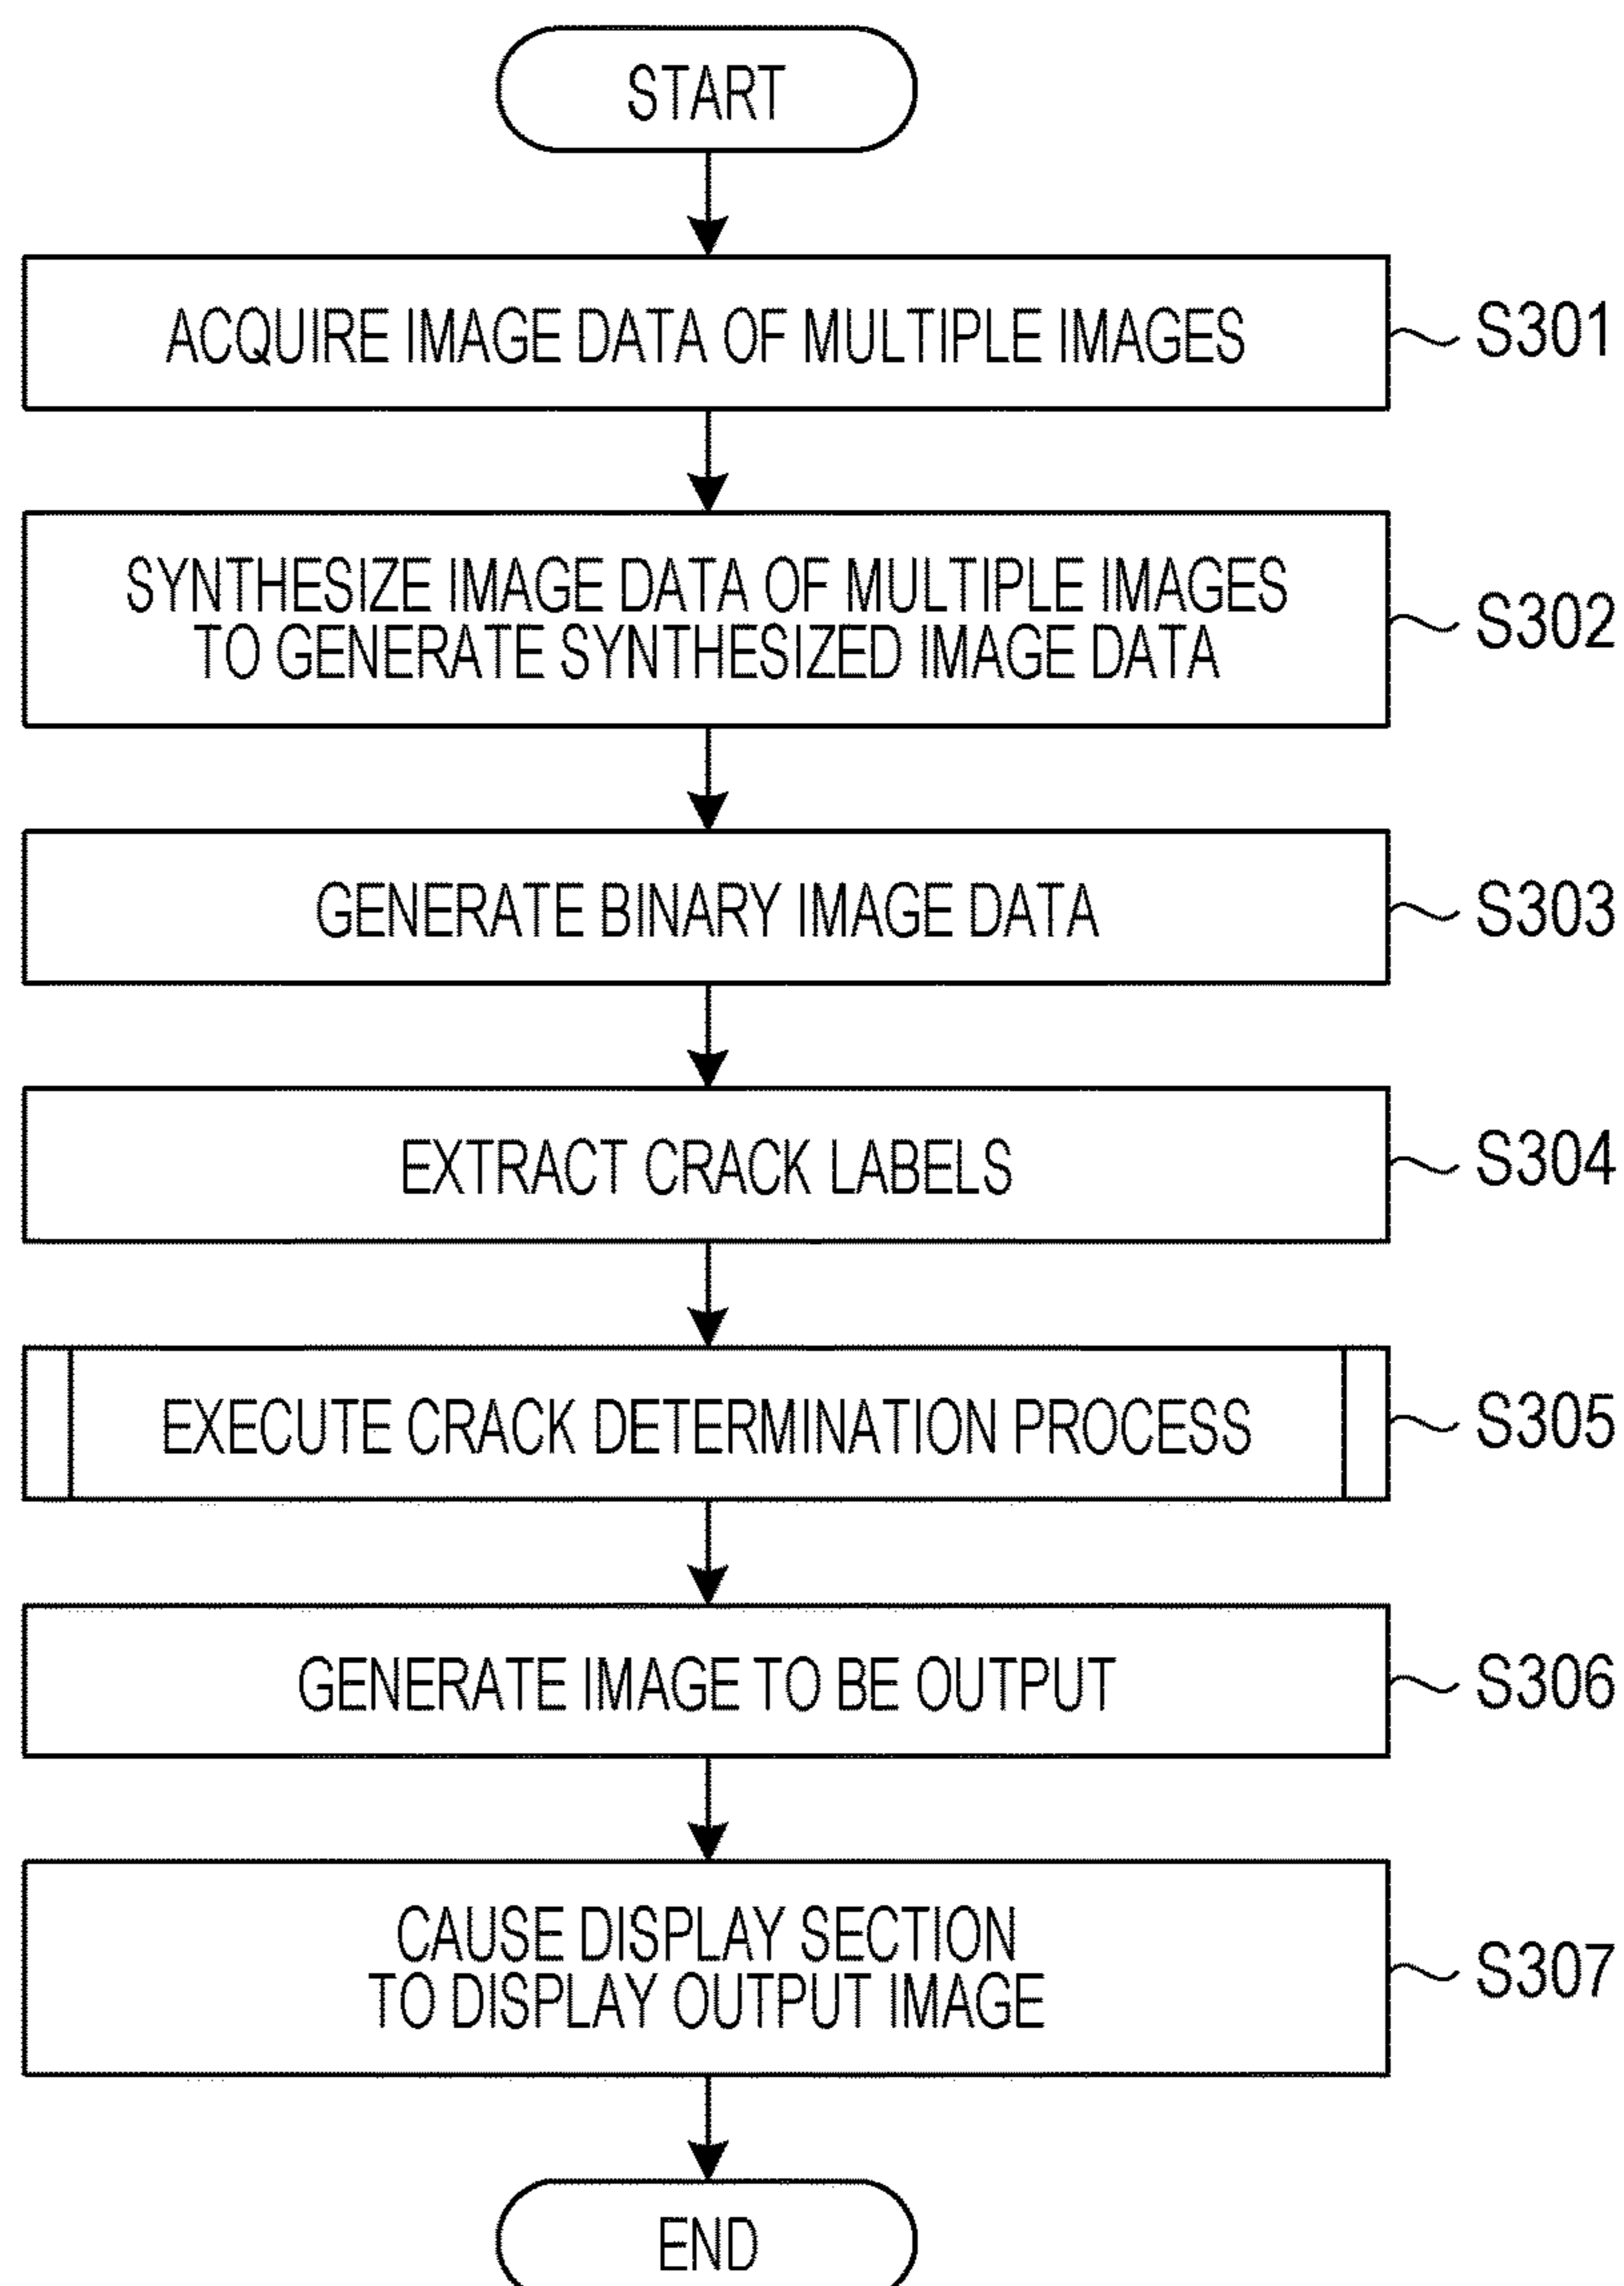 START
ACQUIRE IMAGE DATA OF MULTIPLE IMAGES
S301
SYNTHESIZE IMAGE DATA OF MULTIPLE IMAGES
TO GENERATE SYNTHESIZED IMAGE DATA
S302
GENERATE BINARY IMAGE DATA
S303
EXTRACT CRACK LABELS
S304
EXECUTE CRACK DETERMINATION PROCESS
S305
GENERATE IMAGE TO BE OUTPUT
S306
CAUSE DISPLAY SECTION
TO DISPLAY OUTPUT IMAGE
S307
END